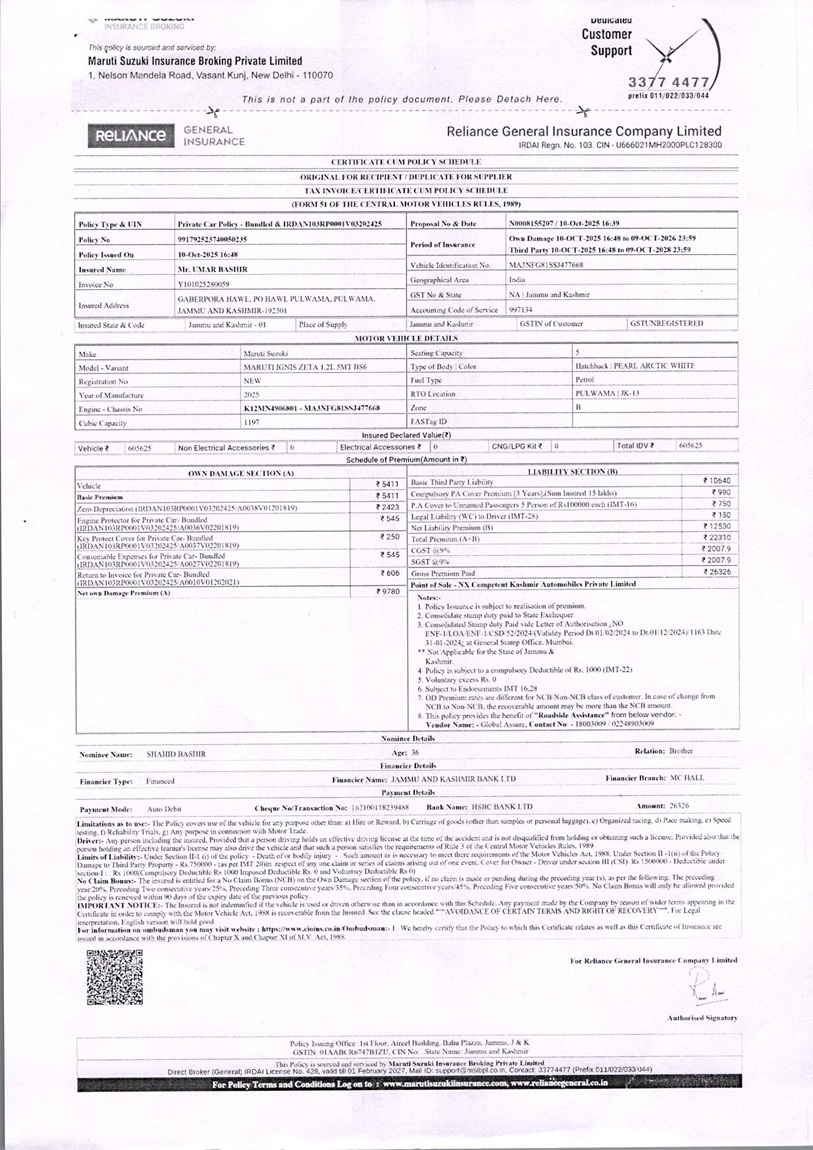 INSURANCE BROKING
This policy is sourced and serviced by:
Maruti Suzuki Insurance Broking Private Limited
1, Nelson Mandela Road, Vasant Kunj, New Delhi - 110070
Dedicated
Customer
Support
3377 4477
prefix 011/022/033/044
This is not a part of the policy document. Please Detach Here.
RELIANCE GENERAL INSURANCE
Reliance General Insurance Company Limited
IRDAI Regn. No. 103. CIN - U666021MH2000PLC128300
CERTIFICATE CUM POLICY SCHEDULE
ORIGINAL FOR RECIPIENT / DUPLICATE FOR SUPPLIER
TAX INVOICE/CERTIFICATE CUM POLICY SCHEDULE
(FORM 51 OF THE CENTRAL MOTOR VEHICLES RULES, 1989)
Policy Type & UIN Private Car Policy - Bundled & IRDAN103RP0001V03202425 Proposal No & Date N0008155207 / 10-Oct-2025 16:39
Policy No 991792523740050235
Period of Insurance Own Damage 10-OCT-2025 16:48 to 09-OCT-2026 23:59
Third Party 10-OCT-2025 16:48 to 09-OCT-2028 23:59
Policy Issued On 10-Oct-2025 16:48
Insured Name Mr. UMAR BASHIR Vehicle Identification No. MA3NFG81SSJ477668
Invoice No Y101025280059 Geographical Area India
Insured Address GABERPORA HAWL, PO HAWL PULWAMA, PULWAMA, JAMMU AND KASHMIR-192301
GST No & State NA | Jammu and Kashmir
Accounting Code of Service 997134
Insured State & Code Jammu and Kashmir - 01 Place of Supply Jammu and Kashmir GSTIN of Customer GSTUNREGISTERED
MOTOR VEHICLE DETAILS
Make Maruti Suzuki Seating Capacity 5
Model - Variant MARUTI IGNIS ZETA 1.2L 5MT BS6 Type of Body | Color Hatchback | PEARL ARCTIC WHITE
Registration No NEW Fuel Type Petrol
Year of Manufacture 2025 RTO Location PULWAMA | JK-13
Engine - Chassis No K12MN4906801 - MA3NFG81SSJ477668 Zone B
Cubic Capacity 1197 FASTag ID
Insured Declared Value(₹)
Vehicle ₹ 605625 Non Electrical Accessories ₹ 0 Electrical Accessories ₹ 0 CNG/LPG Kit ₹ 0 Total IDV ₹ 605625
Schedule of Premium(Amount in ₹)
OWN DAMAGE SECTION (A)
Vehicle ₹ 5411
Basic Premium ₹ 5411
Zero Depreciation (IRDAN103RP0001V03202425/A0038V01201819) ₹ 2423
Engine Protector for Private Car- Bundled ₹ 545
(IRDAN103RP0001V03202425/A0036V02201819)
Key Protect Cover for Private Car- Bundled ₹ 250
(IRDAN103RP0001V03202425/A0037V02201819)
Consumable Expenses for Private Car- Bundled ₹ 545
(IRDAN103RP0001V03202425/A0027V02201819)
Return to Invoice for Private Car- Bundled ₹ 606
(IRDAN103RP0001V03202425/A0010V01202021)
Net own Damage Premium (A) ₹ 9780
LIABILITY SECTION (B)
Basic Third Party Liability ₹ 10640
Compulsory PA Cover Premium [3 Years],(Sum Insured 15 lakhs) ₹ 990
P.A Cover to Unnamed Passengers 5 Person of Rs100000 each (IMT-16) ₹ 750
Legal Liability (WC) to Driver (IMT-28) ₹ 150
Net Liability Premium (B) ₹ 12530
Total Premium (A+B) ₹ 22310
CGST @9% ₹ 2007.9
SGST @9% ₹ 2007.9
Gross Premium Paid ₹ 26326
Point of Sale - NX Competent Kashmir Automobiles Private Limited
Notes:-
1. Policy Issuance is subject to realisation of premium.
2. Consolidate stamp duty paid to State Exchequer.
3. Consolidated Stamp duty Paid vide Letter of Authorisation ¿NO
ENF-1/LOA/ENF-1/CSD/52/2024/(Validity Period Dt.01/02/2024 to Dt.01/12/2024)/1163 Date
31-01-2024¿ at General Stamp Office, Mumbai.
** Not Applicable for the State of Jammu &
Kashmir.
4. Policy is subject to a compulsory Deductible of Rs. 1000 (IMT-22)
5. Voluntary excess Rs. 0
6. Subject to Endorsements IMT 16,28
7. OD Premium rates are different for NCB/Non-NCB class of customer. In case of change from
NCB to Non-NCB, the recoverable amount may be more than the NCB amount.
8. This policy provides the benefit of "Roadside Assistance" from below vendor: -
Vendor Name: - Global Assure, Contact No - 18003009 / 02248903009
Nominee Details
Nominee Name: SHAHID BASHIR Age: 36 Relation: Brother
Financier Details
Financier Type: Financed Financier Name: JAMMU AND KASHMIR BANK LTD Financier Branch: MC HALL
Payment Details
Payment Mode: Auto Debit Cheque No/Transaction No: 162100118239488 Bank Name: HSBC BANK LTD Amount: 26326
Limitations as to use:- The Policy covers use of the vehicle for any purpose other than: a) Hire or Reward, b) Carriage of goods (other than samples or personal luggage), c) Organized racing, d) Pace making, e) Speed
testing, f) Reliability Trials, g) Any purpose in connection with Motor Trade.
Driver:- Any person including the insured, Provided that a person driving holds an effective driving license at the time of the accident and is not disqualified from holding or obtaining such a license. Provided also that the
person holding an effective learner's license may also drive the vehicle and that such a person satisfies the requirements of Rule 3 of the Central Motor Vehicles Rules, 1989.
Limits of Liability:- Under Section II-1 (i) of the policy - Death of or bodily injury - Such amount as is necessary to meet the requirements of the Motor Vehicles Act, 1988. Under Section II -1(ii) of the Policy -
Damage to Third Party Property - Rs.750000 - (as per IMT 20)in respect of any one claim or series of claims arising out of one event. Cover for Owner - Driver under section III (CSI) Rs 1500000 - Deductible under
section-I : Rs 1000(Compulsory Deductible Rs 1000 Imposed Deductible Rs. 0 and Voluntary Deductible Rs 0)
No Claim Bonus:- The insured is entitled for a No Claim Bonus (NCB) on the Own Damage section of the policy, if no claim is made or pending during the preceding year (s), as per the following. The preceding
year/20%, Preceding Two consecutive years/25%, Preceding Three consecutive years/35%, Preceding Four consecutive years/45%, Preceding Five consecutive years/50%. No Claim Bonus will only be allowed provided
the policy is renewed within 90 days of the expiry date of the previous policy.
IMPORTANT NOTICE:- The Insured is not indemnified if the vehicle is used or driven otherwise than in accordance with this Schedule. Any payment made by the Company by reason of wider terms appearing in the
Certificate in order to comply with the Motor Vehicle Act, 1988 is recoverable from the Insured. See the clause headed ""AVOIDANCE OF CERTAIN TERMS AND RIGHT OF RECOVERY"". For Legal
interpretation, English version will hold good.
For information on ombudsman you may visit website : https://www.cioins.co.in/Ombudsman:- I / We hereby certify that the Policy to which this Certificate relates as well as this Certificate of Insurance are
issued in accordance with the provisions of Chapter X and Chapter XI of M.V. Act, 1988.
For Reliance General Insurance Company Limited
Authorised Signatory
Policy Issuing Office :1st Floor, Aircel Building, Bahu Plazza, Jammu, J & K
GSTIN: 01AABCR6747B1ZU, CIN No: State Name: Jammu and Kashmir
This Policy is sourced and serviced by Maruti Suzuki Insurance Broking Private Limited
Direct Broker (General) IRDAI License No. 428, valid till 01 February 2027, Mail ID: support@msibpl.co.in, Contact: 33774477 (Prefix 011/022/033/044)
For Policy Terms and Conditions Log on to : www.marutisuzukiinsurance.com, www.reliancegeneral.co.in